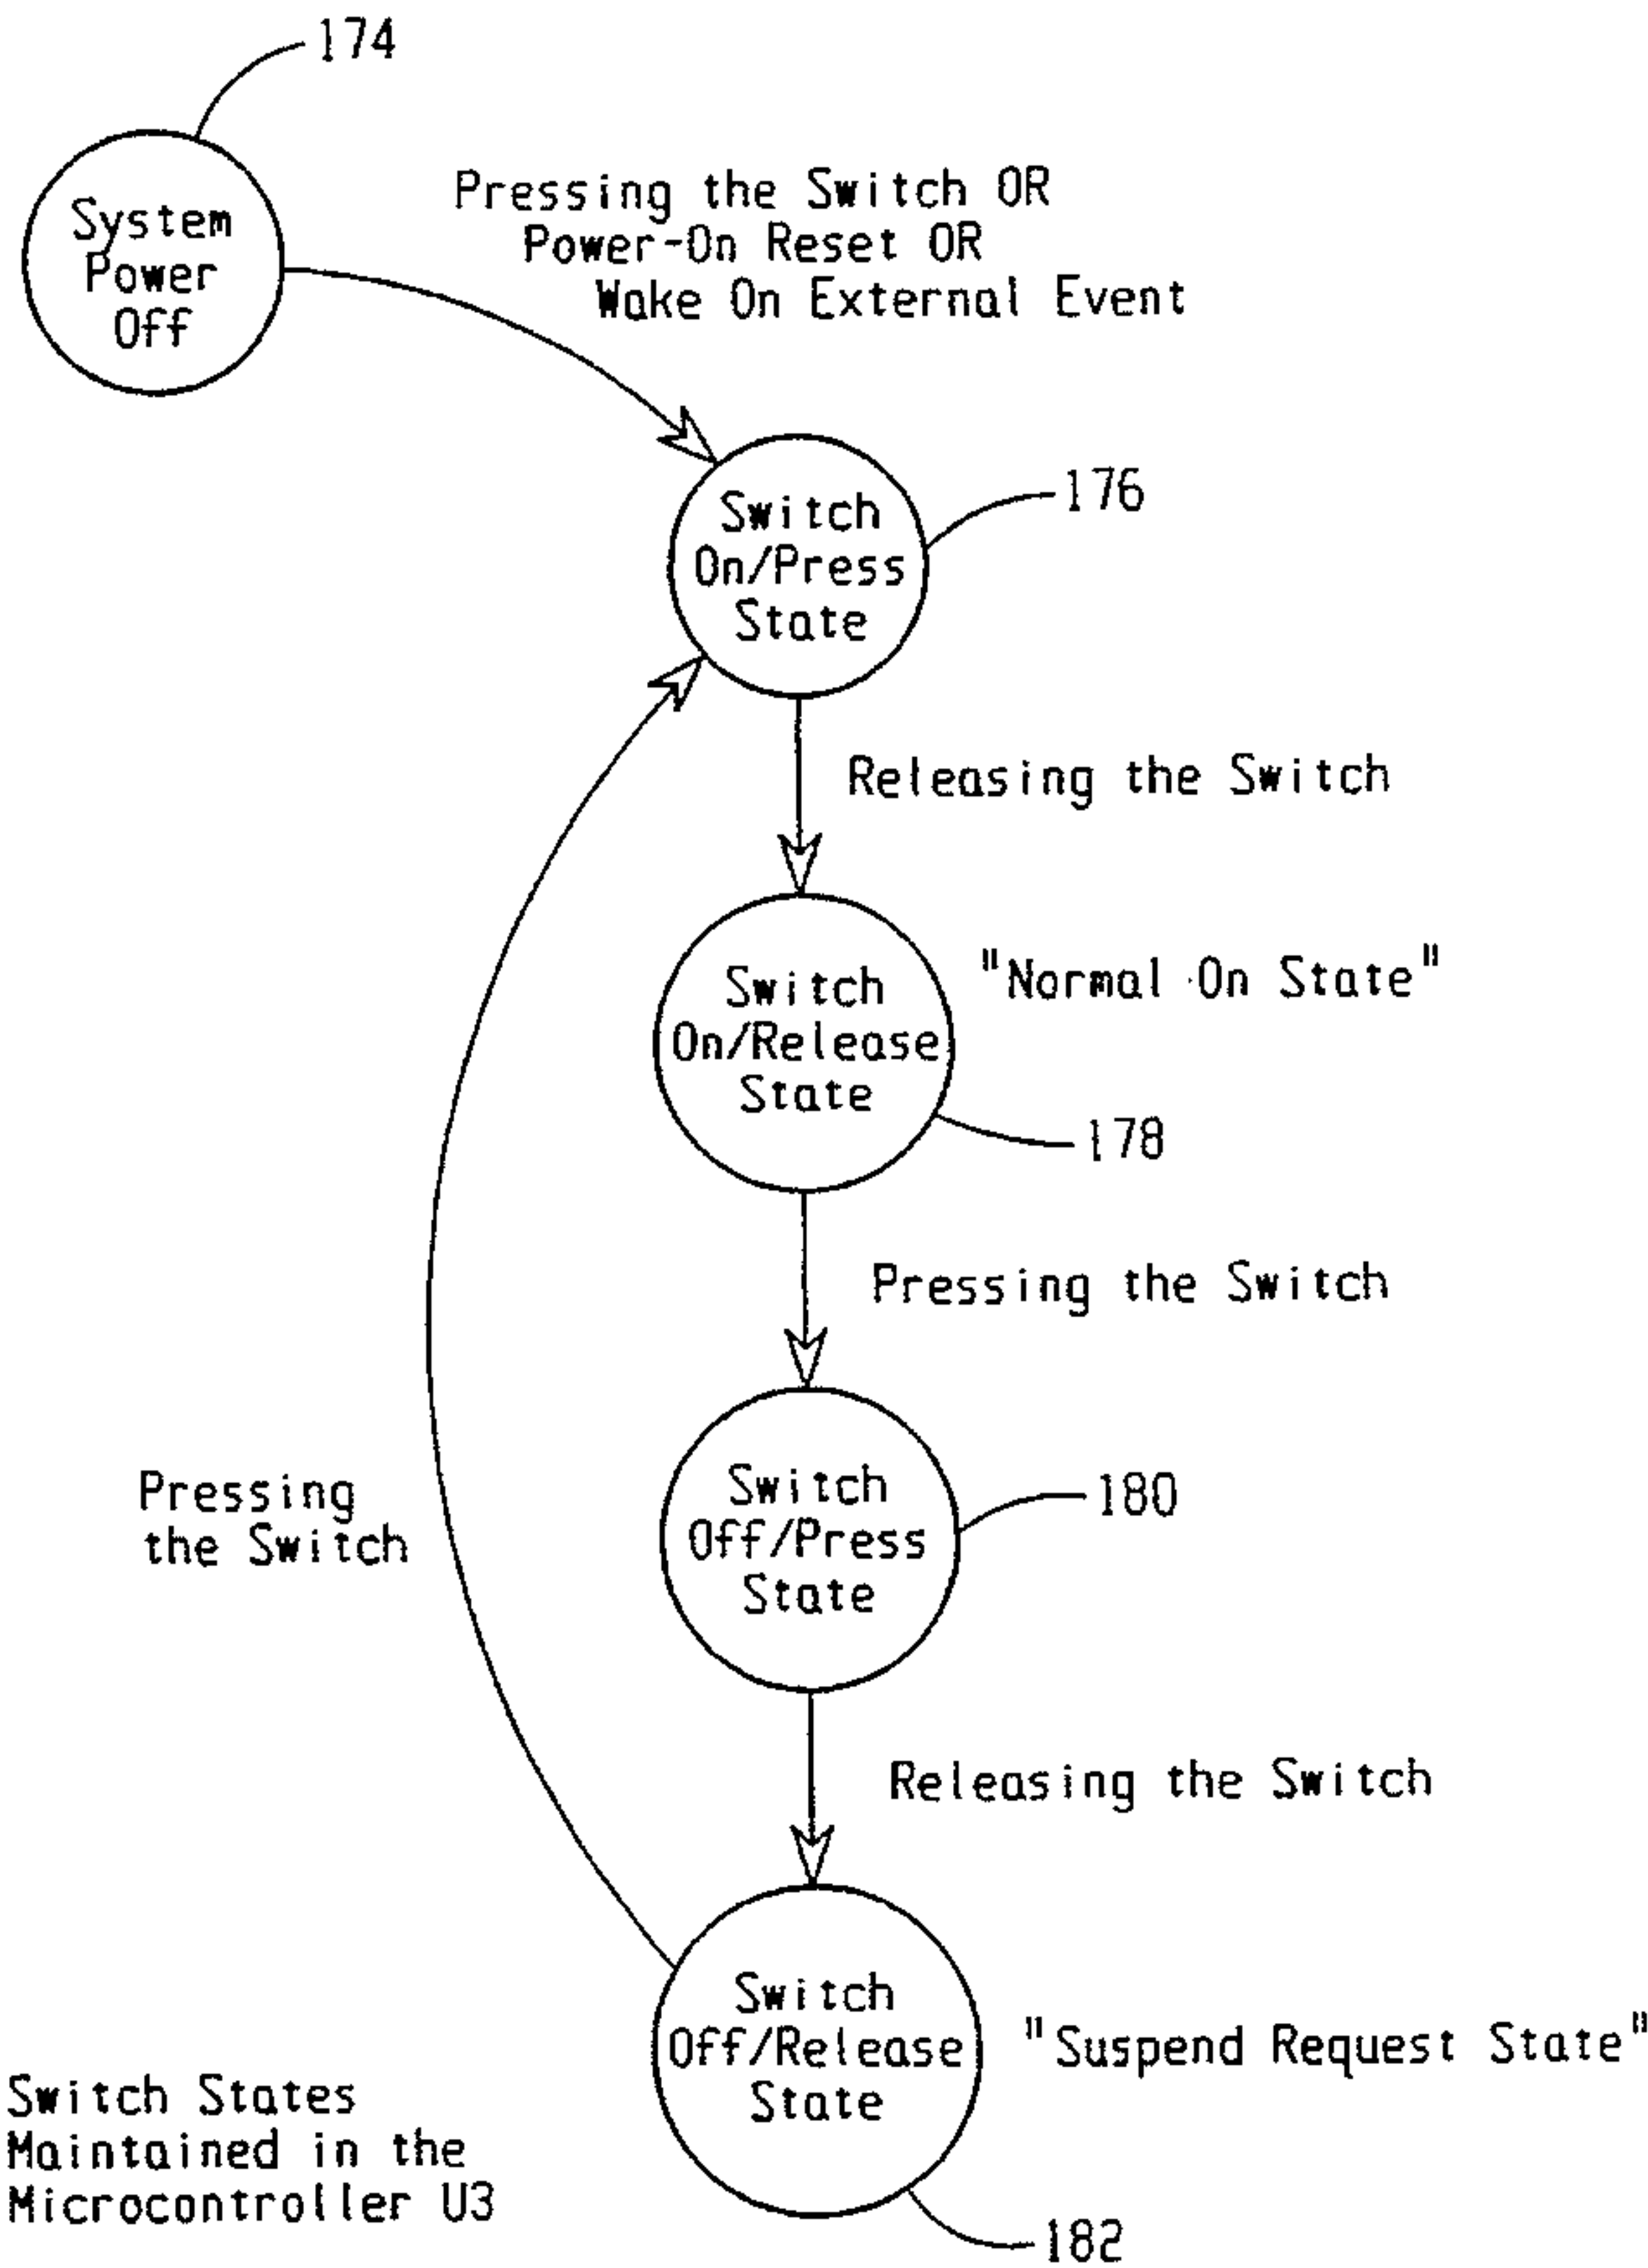 174
System
Power
Off
Pressing the Switch OR
Power-On Reset OR
Wake On External Event
Switch
On/Press
State
176
Releasing the Switch
Switch
On/Release
State
"Normal On State"
178
Pressing the Switch
Switch
Off/Press
State
180
Pressing
the Switch
Releasing the Switch
Switch
Off/Release
State
"Suspend Request State"
182
Switch States
Maintained in the
Microcontroller U3